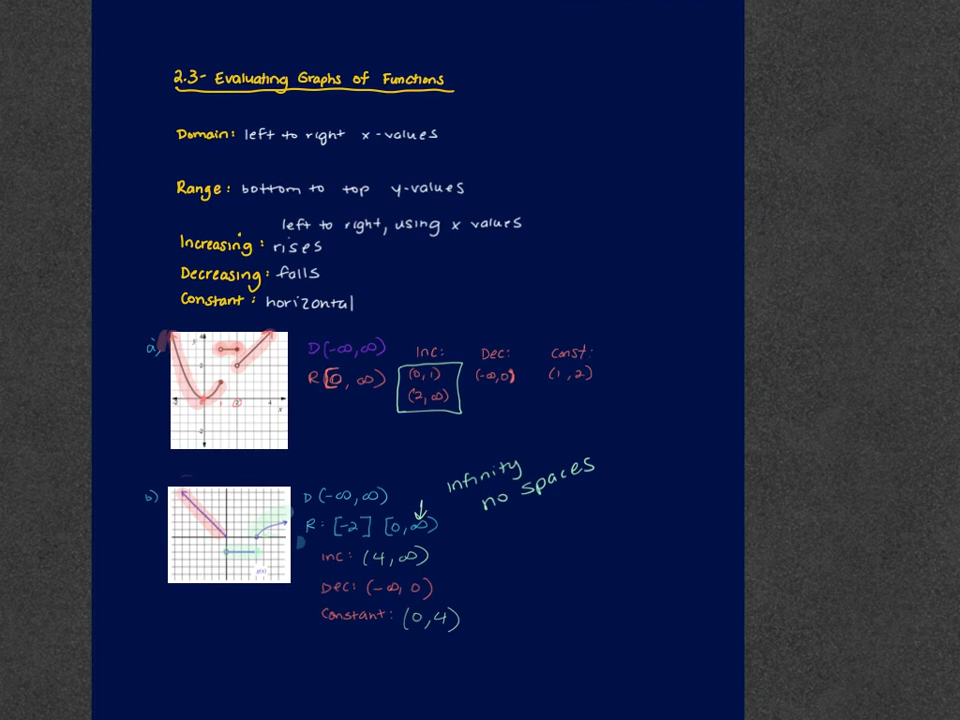 2.3- Evaluating Graphs of Functions
Domain: left to right x-values
Range: bottom to top y-values
left to right, using x values
Increasing: rises
Decreasing: falls
Constant: horizontal
a)
D(-∞,∞)
R[0,∞)
Inc:
(0,1)
(2,∞)
Dec:
(-∞,0)
Const:
(1,2)
b)
D(-∞,∞)
R: [-2] [0,∞)
Inc: (4,∞)
Dec: (-∞,0)
Constant: (0,4)
infinity
no spaces